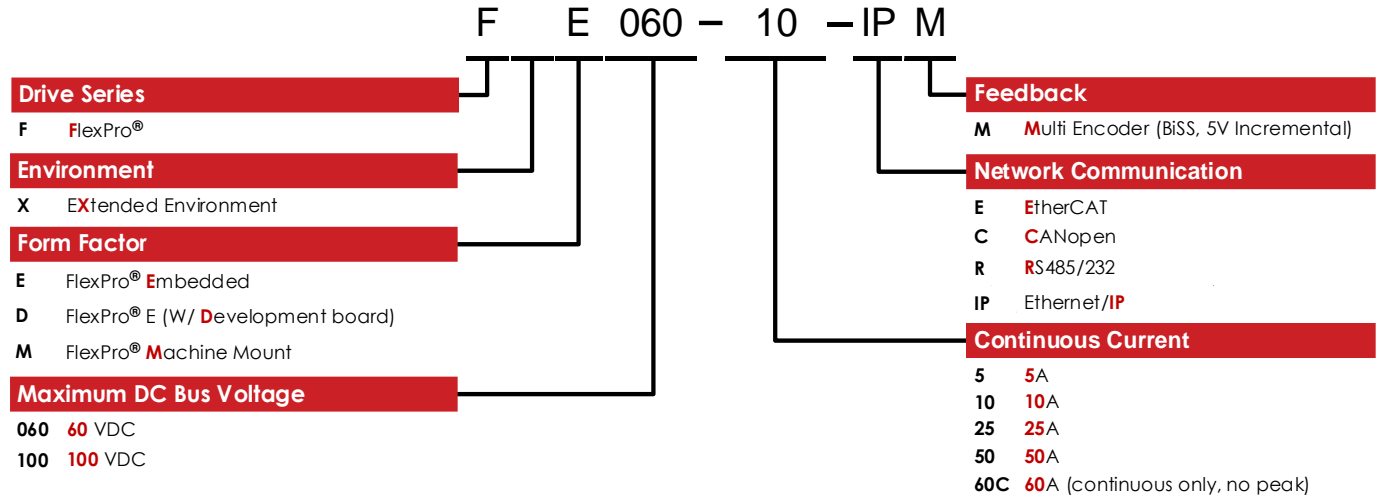 F E 060 – 10 – IP M
Drive Series
F FlexPro®
Environment
X EXtended Environment
Form Factor
E FlexPro® Embedded
D FlexPro® E (W/ Development board)
M FlexPro® Machine Mount
Maximum DC Bus Voltage
060 60 VDC
100 100 VDC
Feedback
M Multi Encoder (BiSS, 5V Incremental)
Network Communication
E EtherCAT
C CANopen
R RS485/232
IP Ethernet/IP
Continuous Current
5 5A
10 10A
25 25A
50 50A
60C 60A (continuous only, no peak)